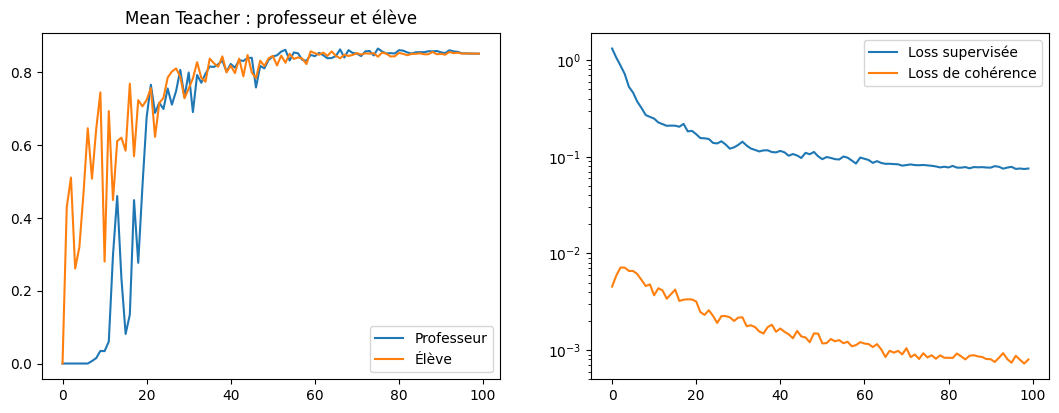 Mean Teacher : professeur et élève
0.8
0.6
0.4
0.2
0.0
0 20 40 60 80 100
Professeur
Élève
10^0
10^-1
10^-2
10^-3
0 20 40 60 80 100
Loss supervisée
Loss de cohérence